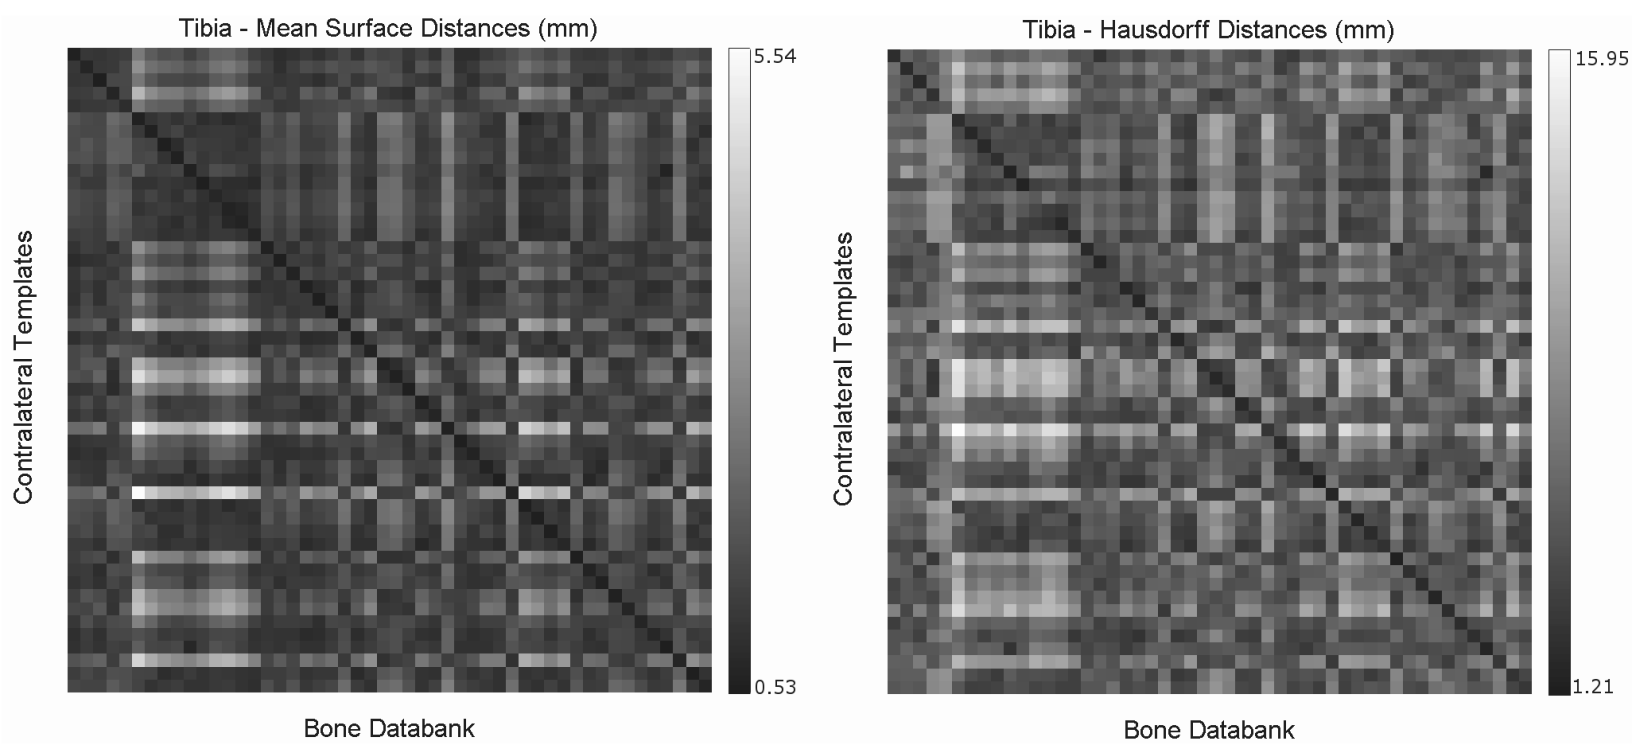 Tibia - Mean Surface Distances (mm)
5.54
0.53
Contralateral Templates
Bone Databank
Tibia - Hausdorff Distances (mm)
15.95
1.21
Contralateral Templates
Bone Databank